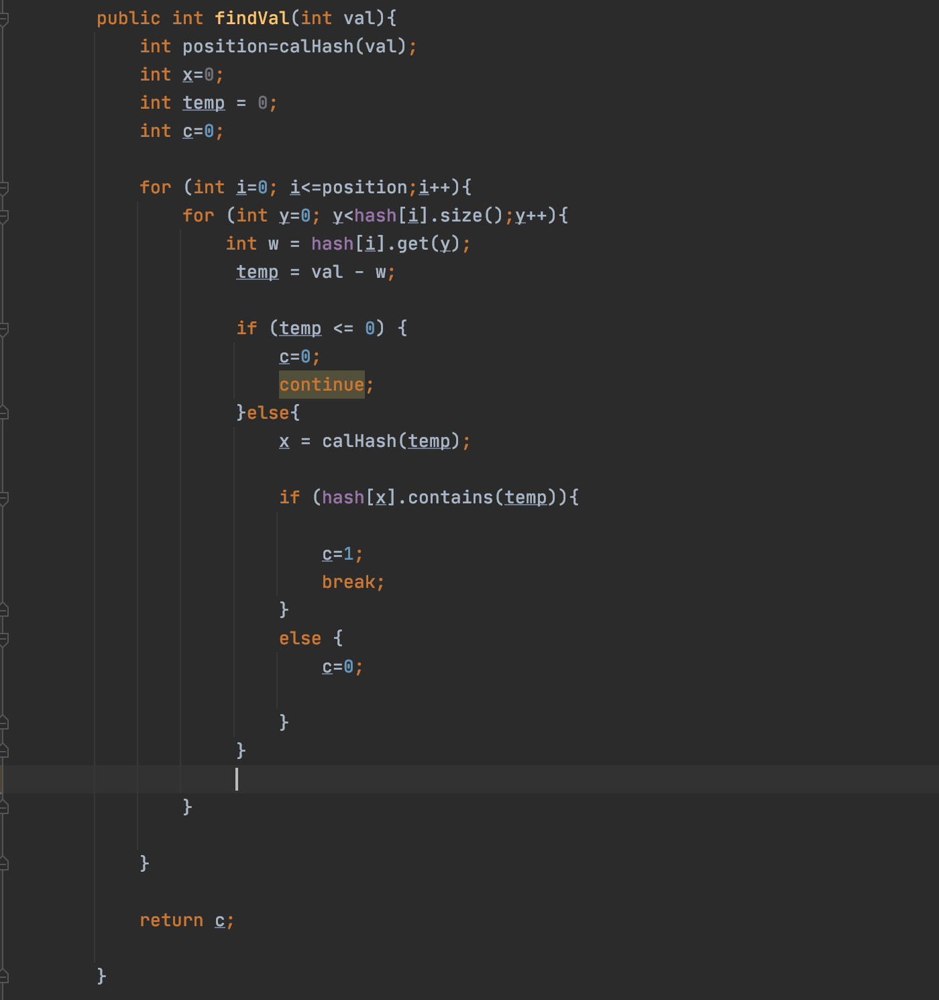 public int findVal(int val){
int position=calHash(val);
int x=0;
int temp = 0;
int c=0;
for (int i=0; i<=position;i++){
for (int y=0; y<hash[i].size();y++){
int w = hash[i].get(y);
temp = val - w;
if (temp <= 0) {
c=0;
continue;
}else{
x = calHash(temp);
if (hash[x].contains(temp)){
c=1;
break;
}
else {
c=0;
}
}
}
}
return c;
}